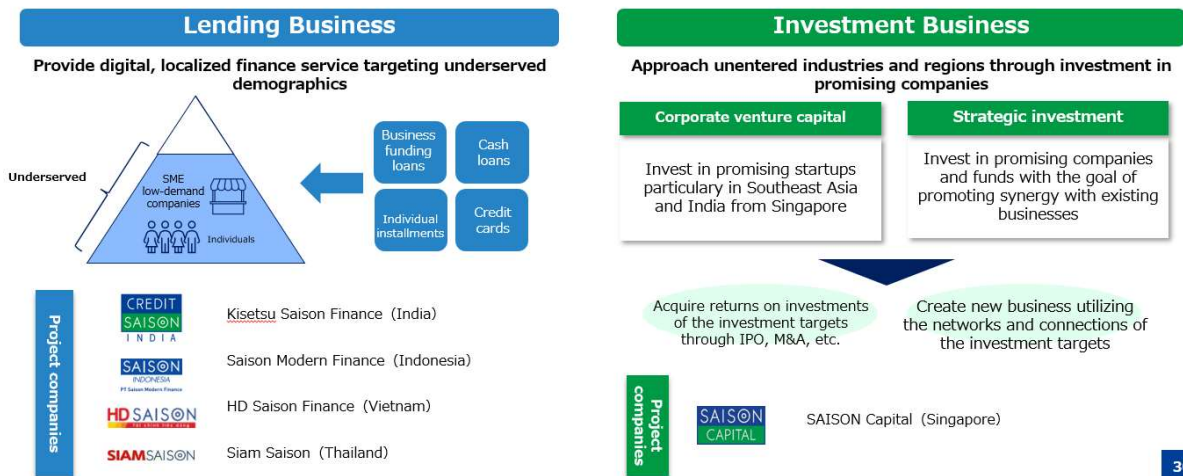 Lending Business
Provide digital, localized finance service targeting underserved
demographics
Underserved
SME
low-demand
companies
Individuals
Business
funding
loans
Cash
loans
Individual
installments
Credit
cards
Project companies
CREDIT
SAISON
INDIA
Kisetsu Saison Finance (India)
SAISON
INDONESIA
PT Saison Modern Finance
Saison Modern Finance (Indonesia)
HD SAISON
HD Saison Finance (Vietnam)
SIAM SAISON
Siam Saison (Thailand)
Investment Business
Approach unentered industries and regions through investment in
promising companies
Corporate venture capital
Invest in promising startups
particulary in Southeast Asia
and India from Singapore
Strategic investment
Invest in promising companies
and funds with the goal of
promoting synergy with existing
businesses
Acquire returns on investments
of the investment targets
through IPO, M&A, etc.
Create new business utilizing
the networks and connections of
the investment targets
Project
companies
SAISON
CAPITAL
SAISON Capital (Singapore)